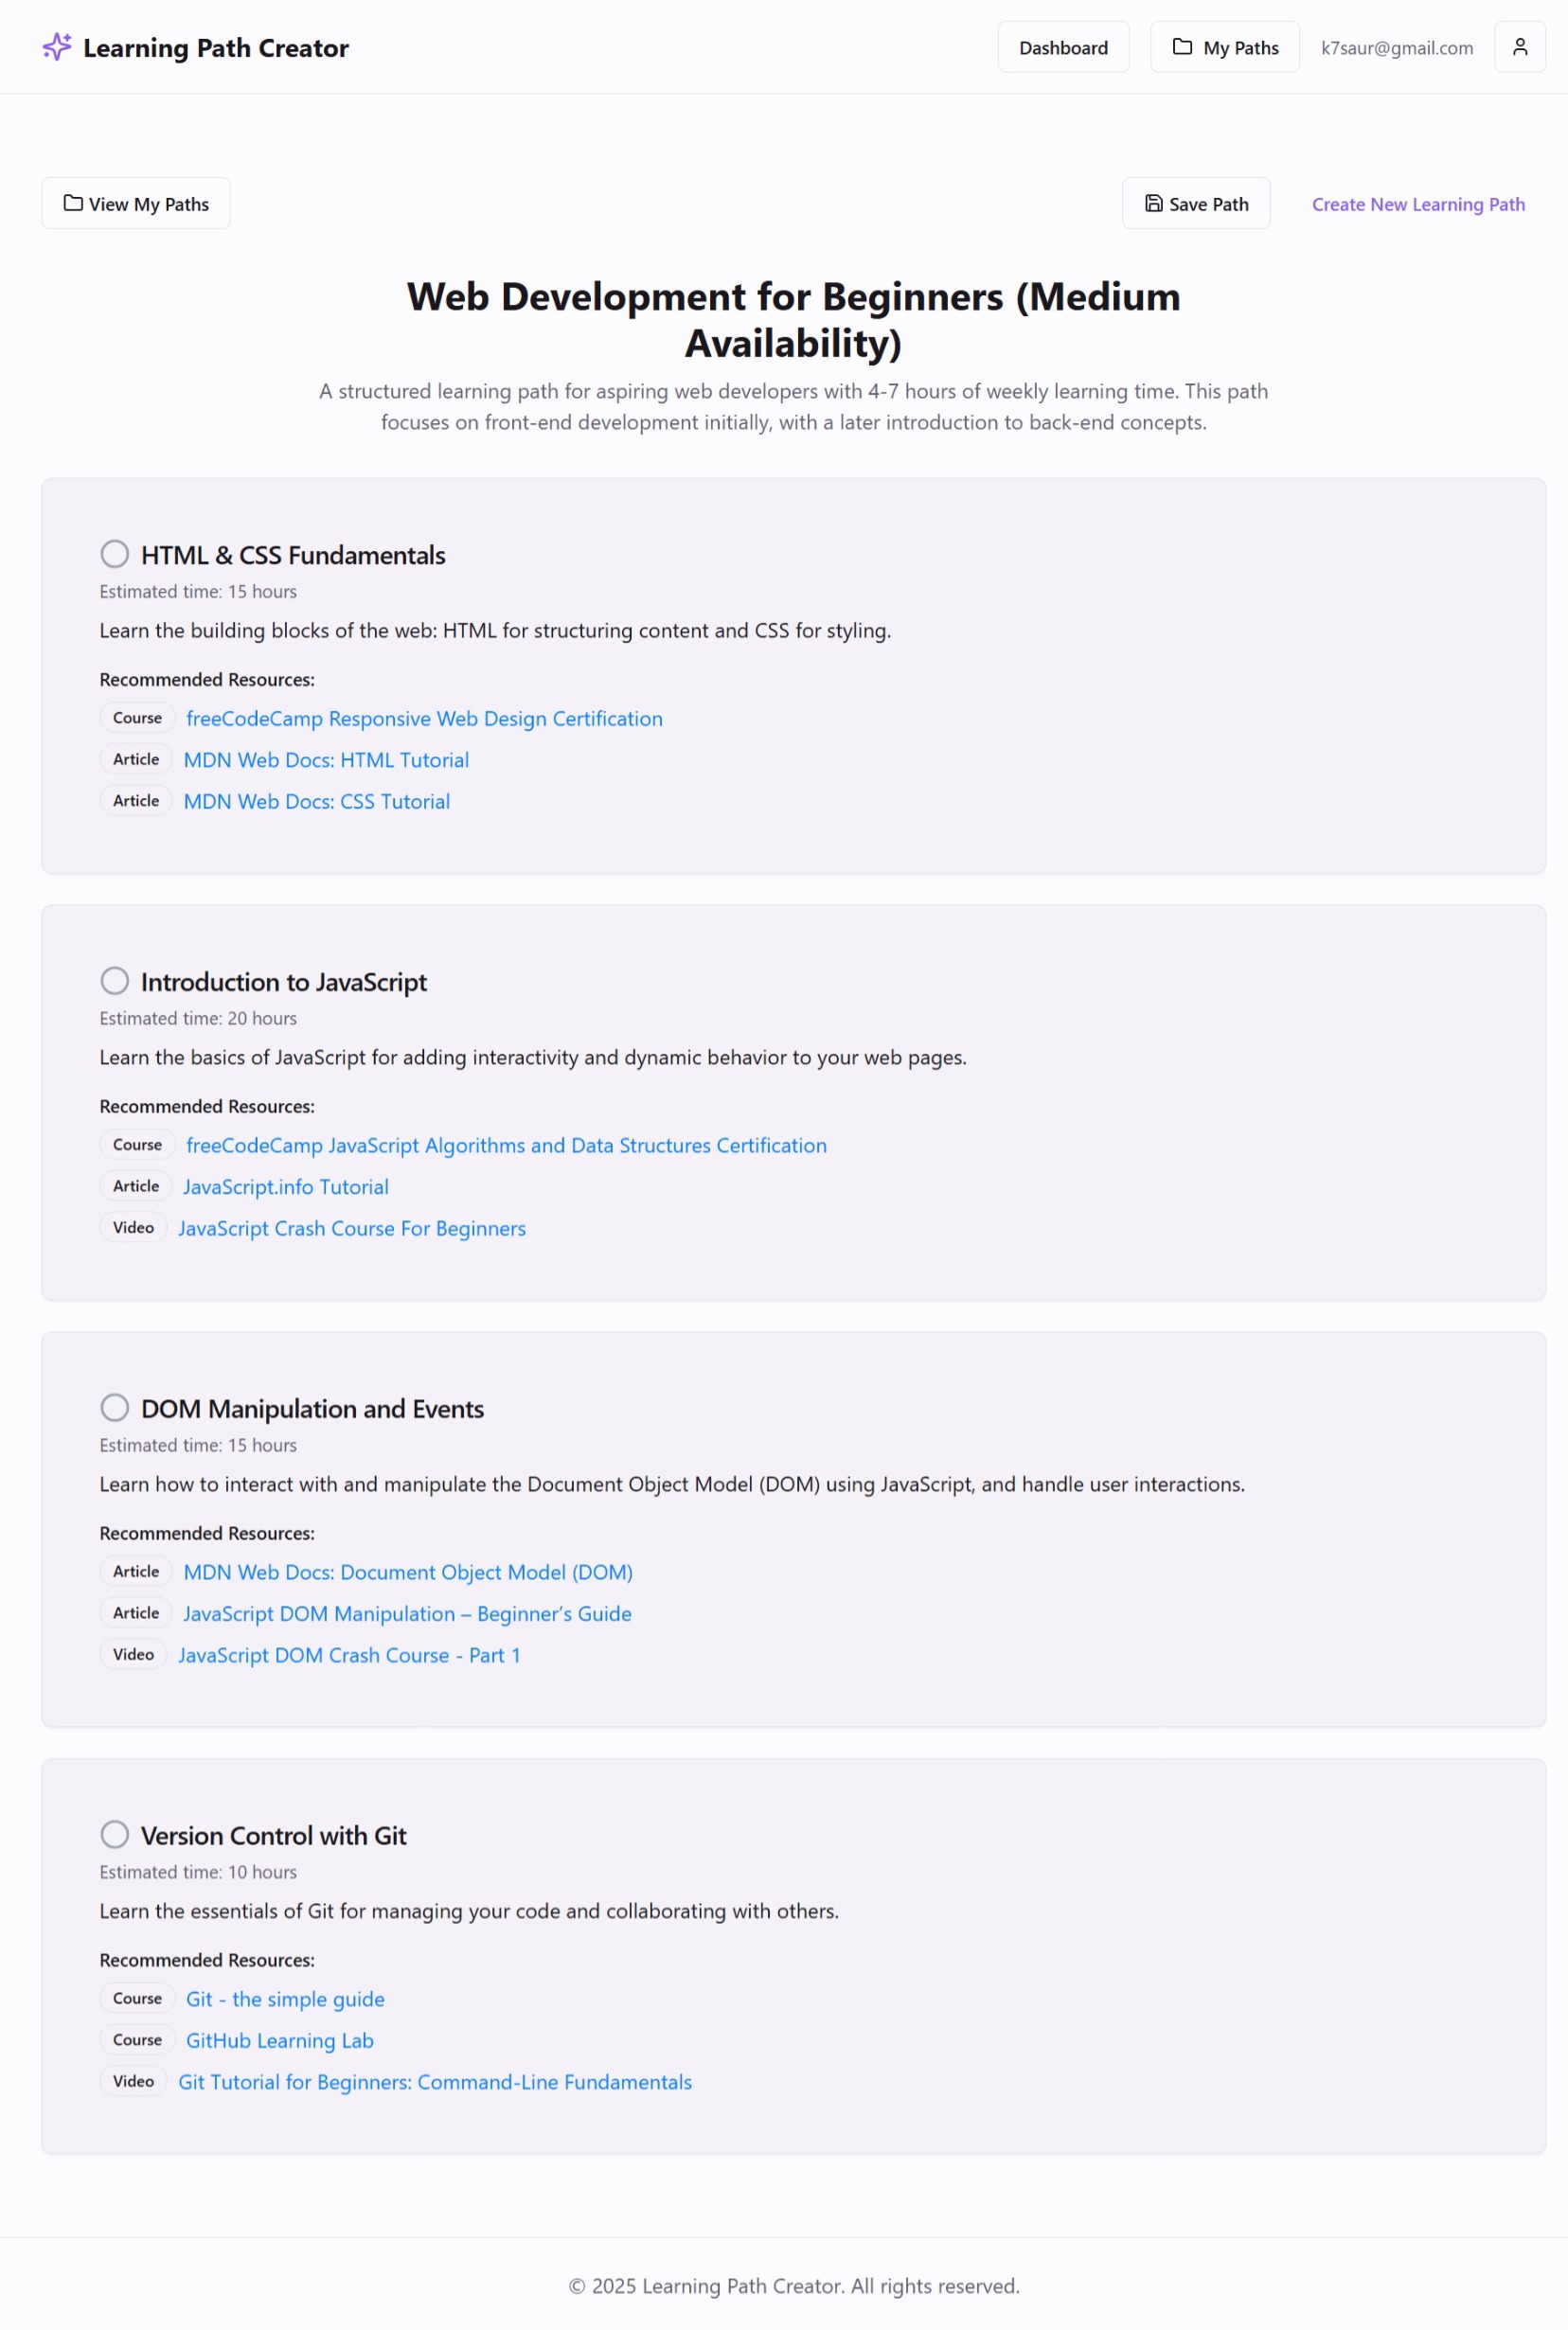 Learning Path Creator
Dashboard
My Paths
k7saur@gmail.com
View My Paths
Save Path
Create New Learning Path
Web Development for Beginners (Medium
Availability)
A structured learning path for aspiring web developers with 4-7 hours of weekly learning time. This path
focuses on front-end development initially, with a later introduction to back-end concepts.
HTML & CSS Fundamentals
Estimated time: 15 hours
Learn the building blocks of the web: HTML for structuring content and CSS for styling.
Recommended Resources:
Course freeCodeCamp Responsive Web Design Certification
Article MDN Web Docs: HTML Tutorial
Article MDN Web Docs: CSS Tutorial
Introduction to JavaScript
Estimated time: 20 hours
Learn the basics of JavaScript for adding interactivity and dynamic behavior to your web pages.
Recommended Resources:
Course freeCodeCamp JavaScript Algorithms and Data Structures Certification
Article JavaScript.info Tutorial
Video JavaScript Crash Course For Beginners
DOM Manipulation and Events
Estimated time: 15 hours
Learn how to interact with and manipulate the Document Object Model (DOM) using JavaScript, and handle user interactions.
Recommended Resources:
Article MDN Web Docs: Document Object Model (DOM)
Article JavaScript DOM Manipulation – Beginner’s Guide
Video JavaScript DOM Crash Course - Part 1
Version Control with Git
Estimated time: 10 hours
Learn the essentials of Git for managing your code and collaborating with others.
Recommended Resources:
Course Git - the simple guide
Course GitHub Learning Lab
Video Git Tutorial for Beginners: Command-Line Fundamentals
© 2025 Learning Path Creator. All rights reserved.